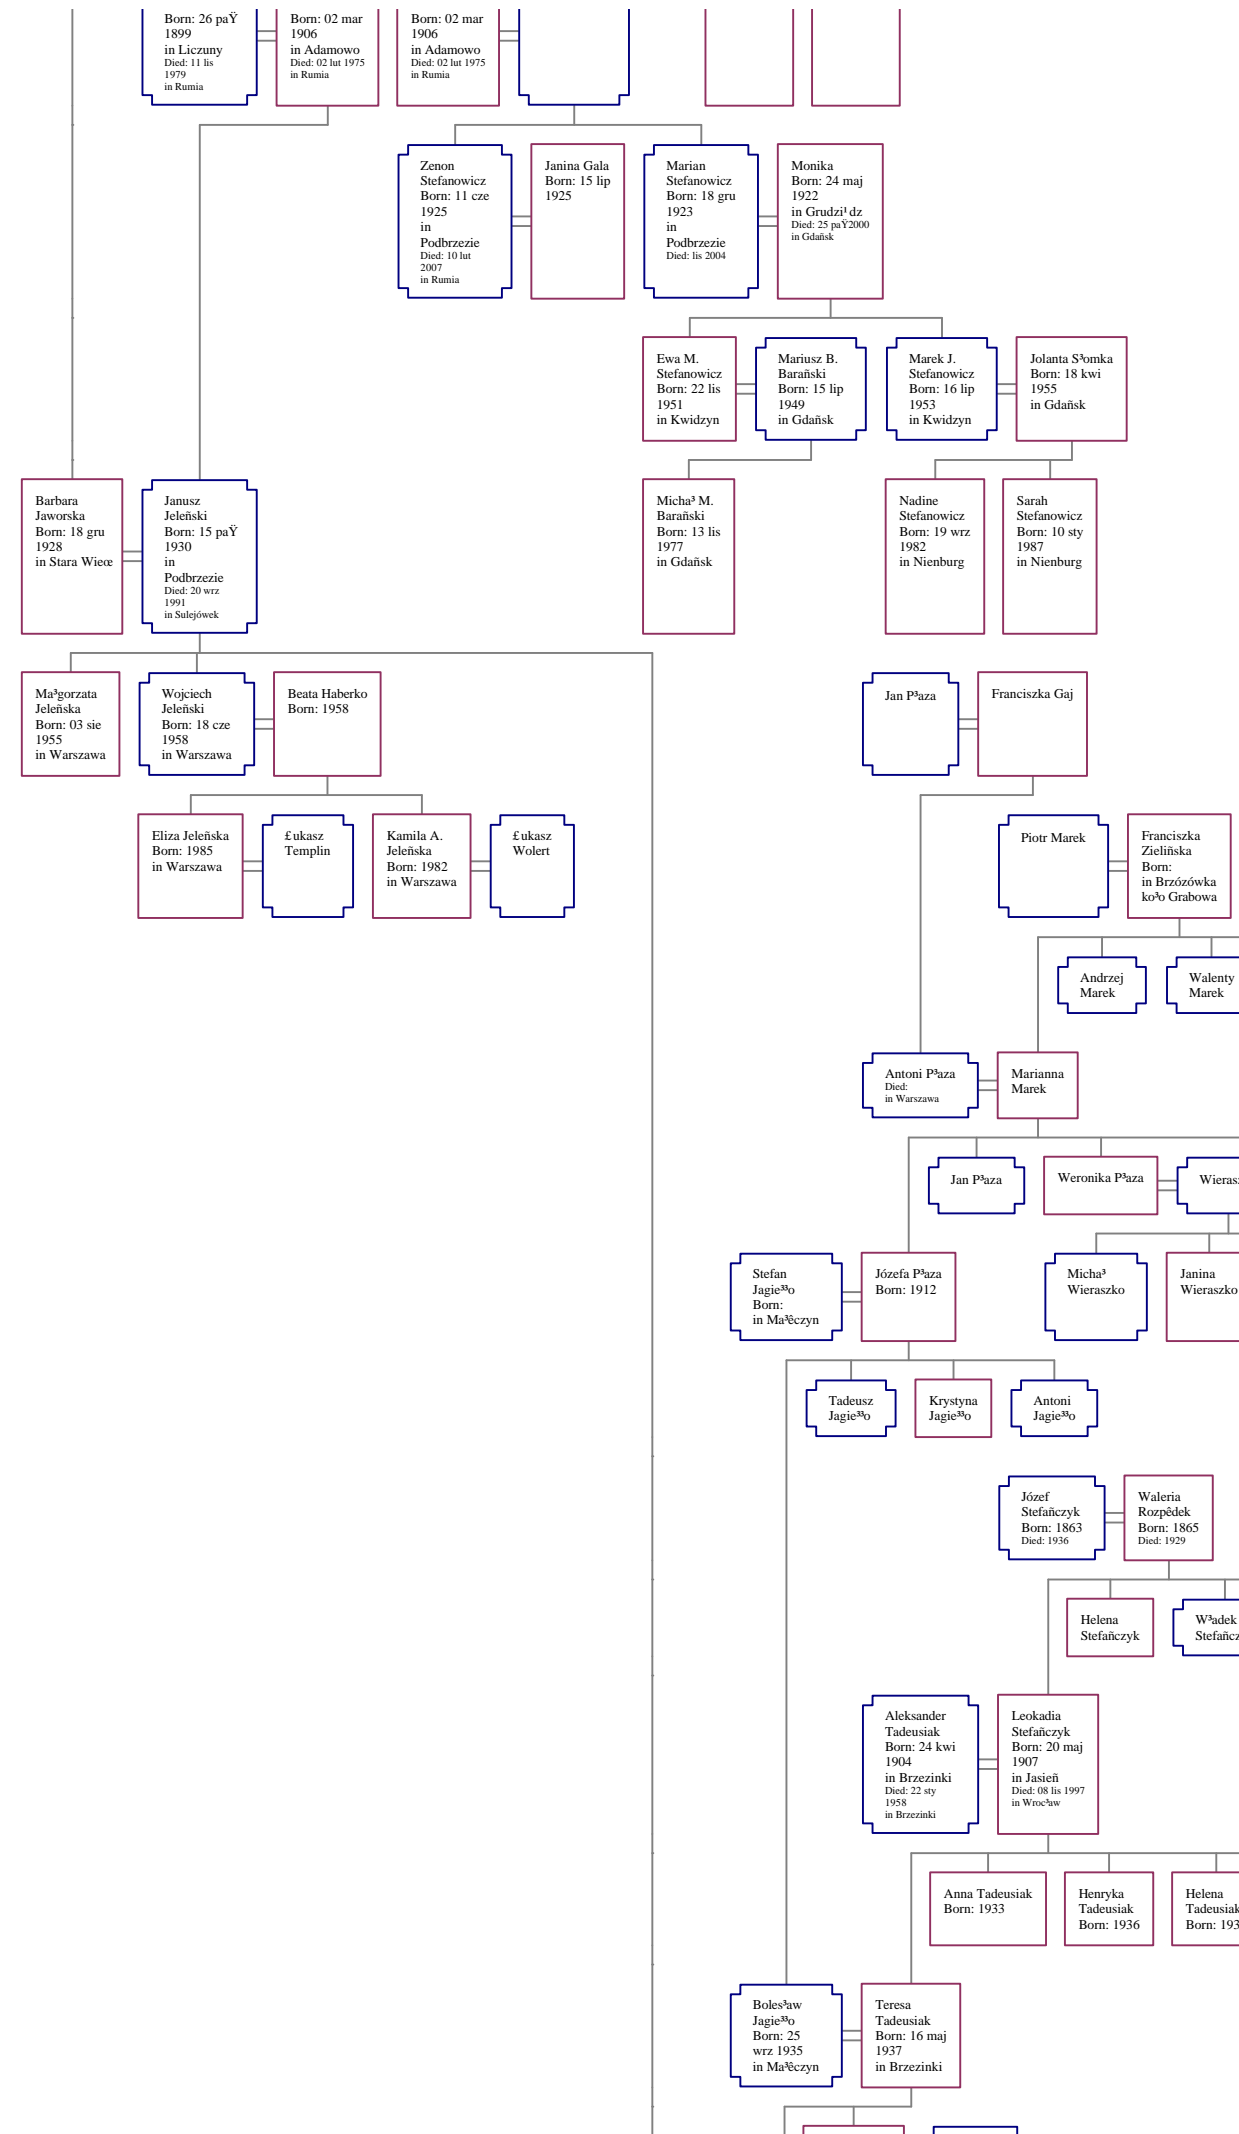 Born: 26 paŸ
1899
in Liczuny
Died: 11 lis
1979
in Rumia
Born: 02 mar
1906
in Adamowo
Died: 02 lut 1975
in Rumia
Born: 02 mar
1906
in Adamowo
Died: 02 lut 1975
in Rumia
Zenon
Stefanowicz
Born: 11 cze
1925
in
Podbrzezie
Died: 10 lut
2007
in Rumia
Janina Gala
Born: 15 lip
1925
Marian
Stefanowicz
Born: 18 gru
1923
in
Podbrzezie
Died: lis 2004
Monika
Born: 24 maj
1922
in Grudzi¹dz
Died: 25 paŸ2000
in Gdañsk
Ewa M.
Stefanowicz
Born: 22 lis
1951
in Kwidzyn
Mariusz B.
Barañski
Born: 15 lip
1949
in Gdañsk
Marek J.
Stefanowicz
Born: 16 lip
1953
in Kwidzyn
Jolanta S³omka
Born: 18 kwi
1955
in Gdañsk
Barbara
Jaworska
Born: 18 gru
1928
in Stara Wieœ
Janusz
Jeleñski
Born: 15 paŸ
1930
in
Podbrzezie
Died: 20 wrz
1991
in Sulejówek
Micha³ M.
Barañski
Born: 13 lis
1977
in Gdañsk
Nadine
Stefanowicz
Born: 19 wrz
1982
in Nienburg
Sarah
Stefanowicz
Born: 10 sty
1987
in Nienburg
Ma³gorzata
Jeleñska
Born: 03 sie
1955
in Warszawa
Wojciech
Jeleñski
Born: 18 cze
1958
in Warszawa
Beata Haberko
Born: 1958
Jan P³aza
Franciszka Gaj
Eliza Jeleñska
Born: 1985
in Warszawa
£ukasz
Templin
Kamila A.
Jeleñska
Born: 1982
in Warszawa
£ukasz
Wolert
Piotr Marek
Franciszka
Zieliñska
Born:
in Brzózówka
ko³o Grabowa
Andrzej
Marek
Walenty
Marek
Antoni P³aza
Died:
in Warszawa
Marianna
Marek
Jan P³aza
Weronika P³aza
Wieras
Stefan
Jagie³³o
Born:
in Ma³êczyn
Józefa P³aza
Born: 1912
Micha³
Wieraszko
Janina
Wieraszko
Tadeusz
Jagie³³o
Krystyna
Jagie³³o
Antoni
Jagie³³o
Józef
Stefañczyk
Born: 1863
Died: 1936
Waleria
Rozpêdek
Born: 1865
Died: 1929
Helena
Stefañczyk
W³adek
Stefañcz
Aleksander
Tadeusiak
Born: 24 kwi
1904
in Brzezinki
Died: 22 sty
1958
in Brzezinki
Leokadia
Stefañczyk
Born: 20 maj
1907
in Jasieñ
Died: 08 lis 1997
in Wroc³aw
Anna Tadeusiak
Born: 1933
Henryka
Tadeusiak
Born: 1936
Helena
Tadeusiak
Born: 193
Boles³aw
Jagie³³o
Born: 25
wrz 1935
in Ma³êczyn
Teresa
Tadeusiak
Born: 16 maj
1937
in Brzezinki